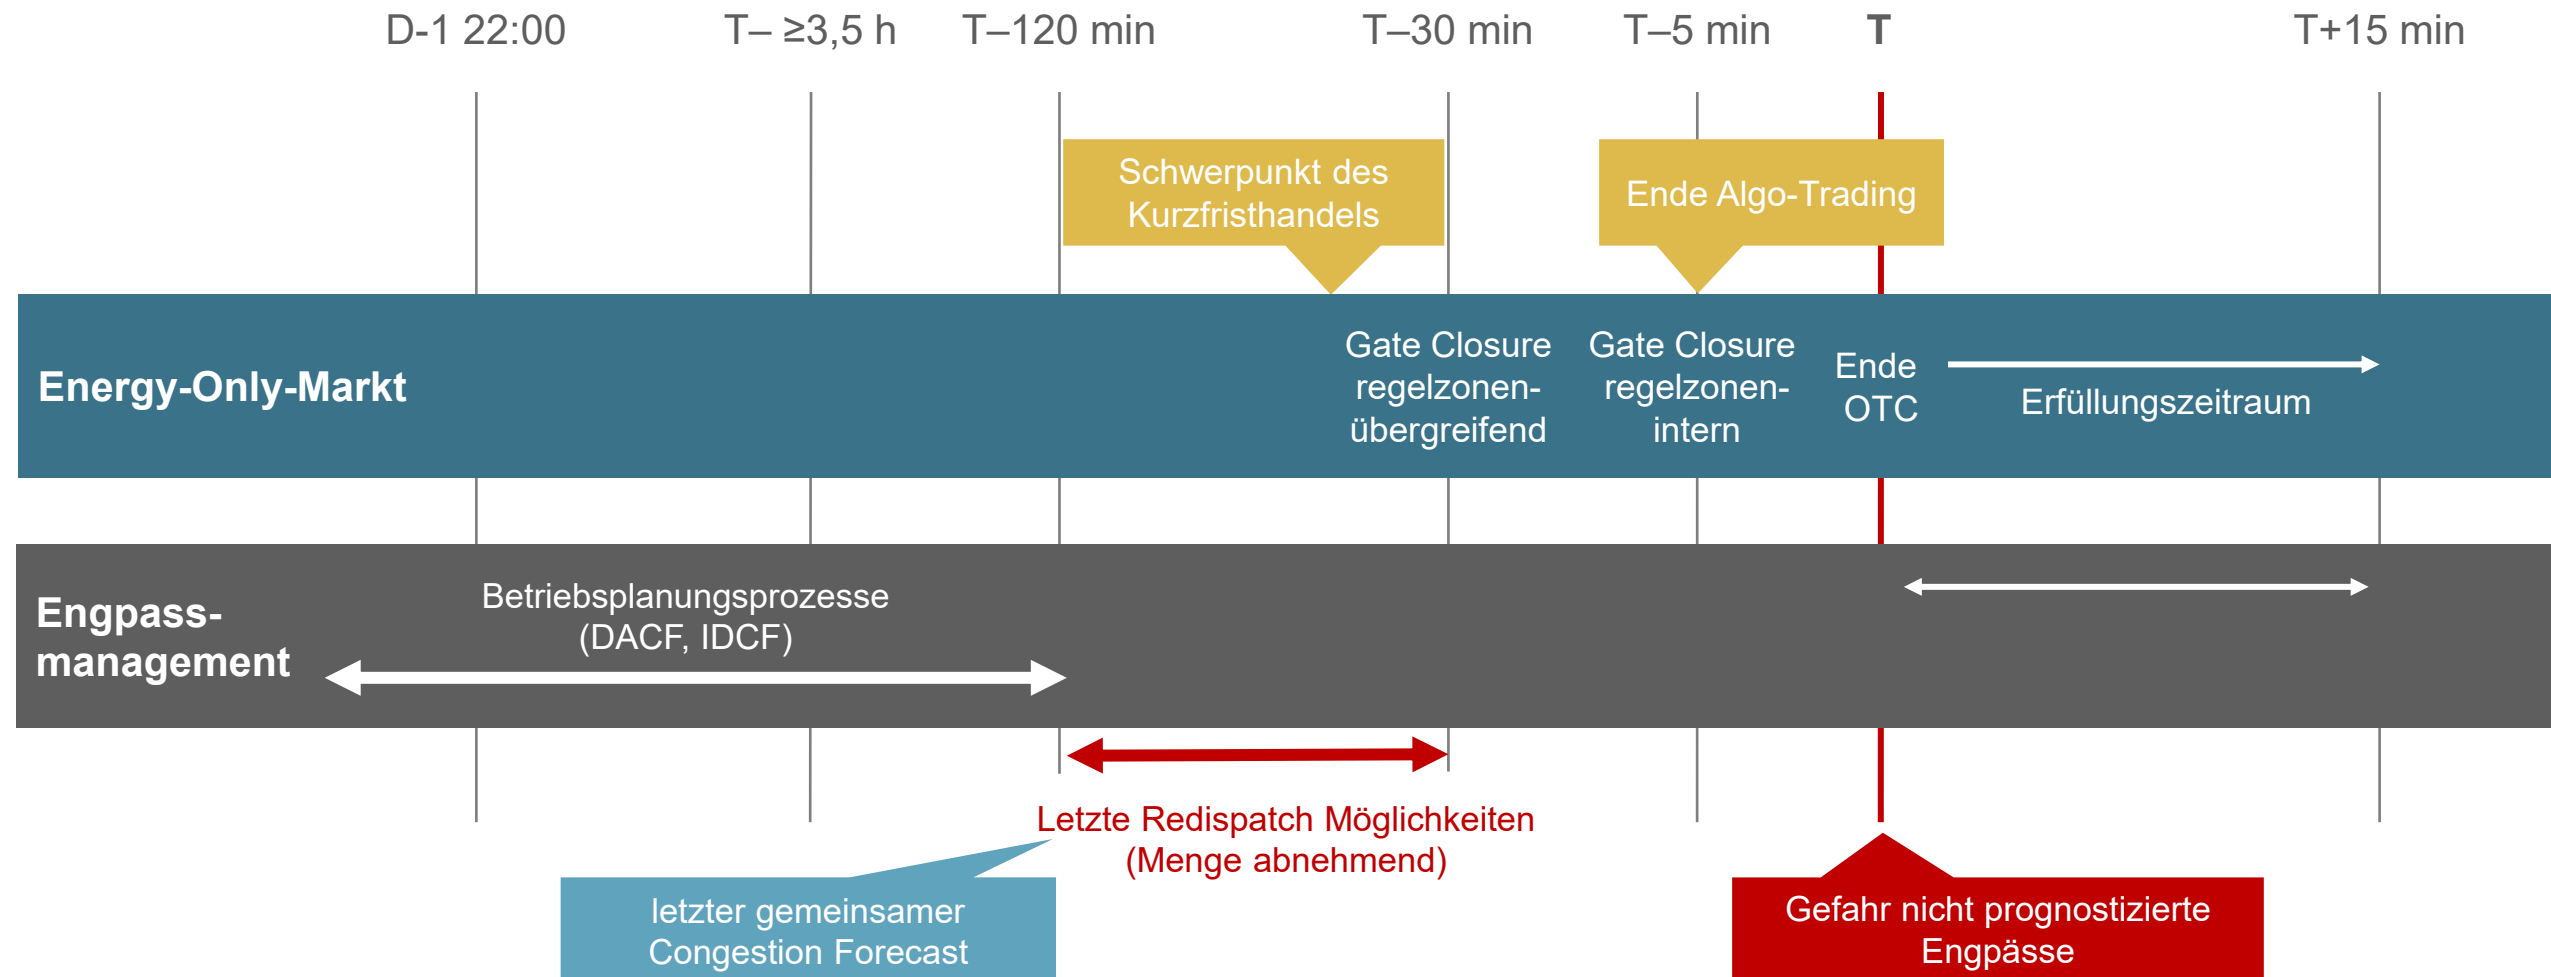 D-1 22:00
T– ≥3,5 h
T–120 min
T–30 min
T–5 min
T
T+15 min
Schwerpunkt des
Kurzfristhandels
Ende Algo-Trading
Energy-Only-Markt
Gate Closure
regelzonen-
übergreifend
Gate Closure
regelzonen-
intern
Ende
OTC
Erfüllungszeitraum
Engpass-
management
Betriebsplanungsprozesse
(DACF, IDCF)
Letzte Redispatch Möglichkeiten
(Menge abnehmend)
letzter gemeinsamer
Congestion Forecast
Gefahr nicht prognostizierte
Engpässe